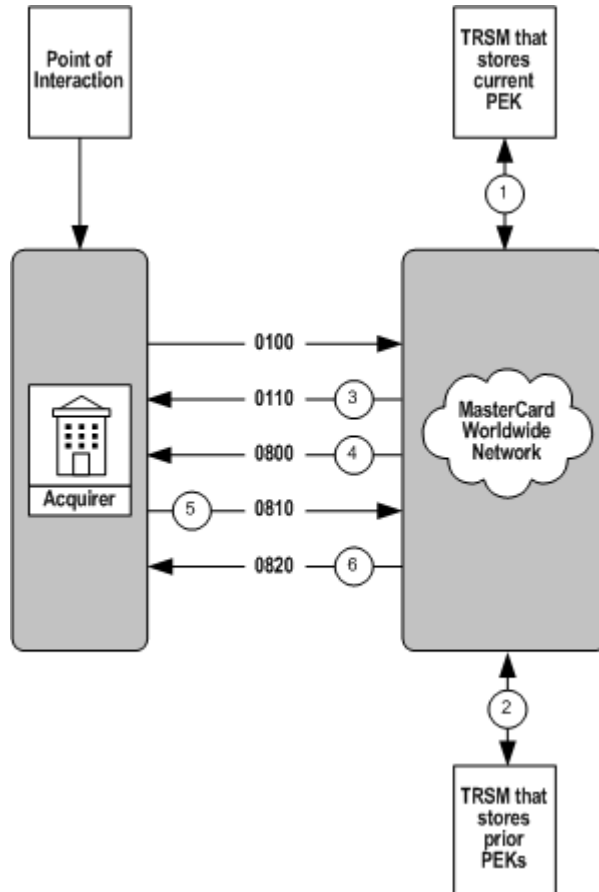 Point of
Interaction
TRSM that
stores
current
PEK
1
0100
0110
3
0800
4
5
0810
0820
6
Acquirer
MasterCard
Worldwide
Network
2
TRSM that
stores
prior
PEKs